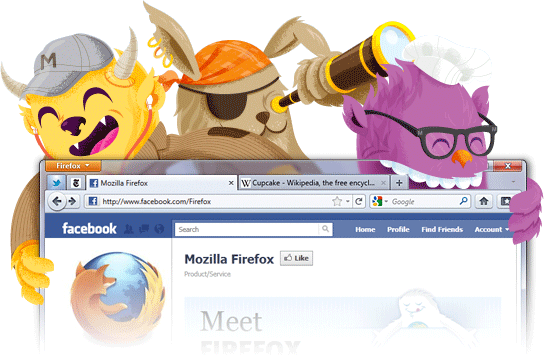 M
Firefox
Mozilla Firefox
Cupcake - Wikipedia, the free encycl...
http://www.facebook.com/Firefox
Google
facebook
Search
Home Profile Find Friends Account
Mozilla Firefox
Like
Product/Service
Meet
FIREFOX